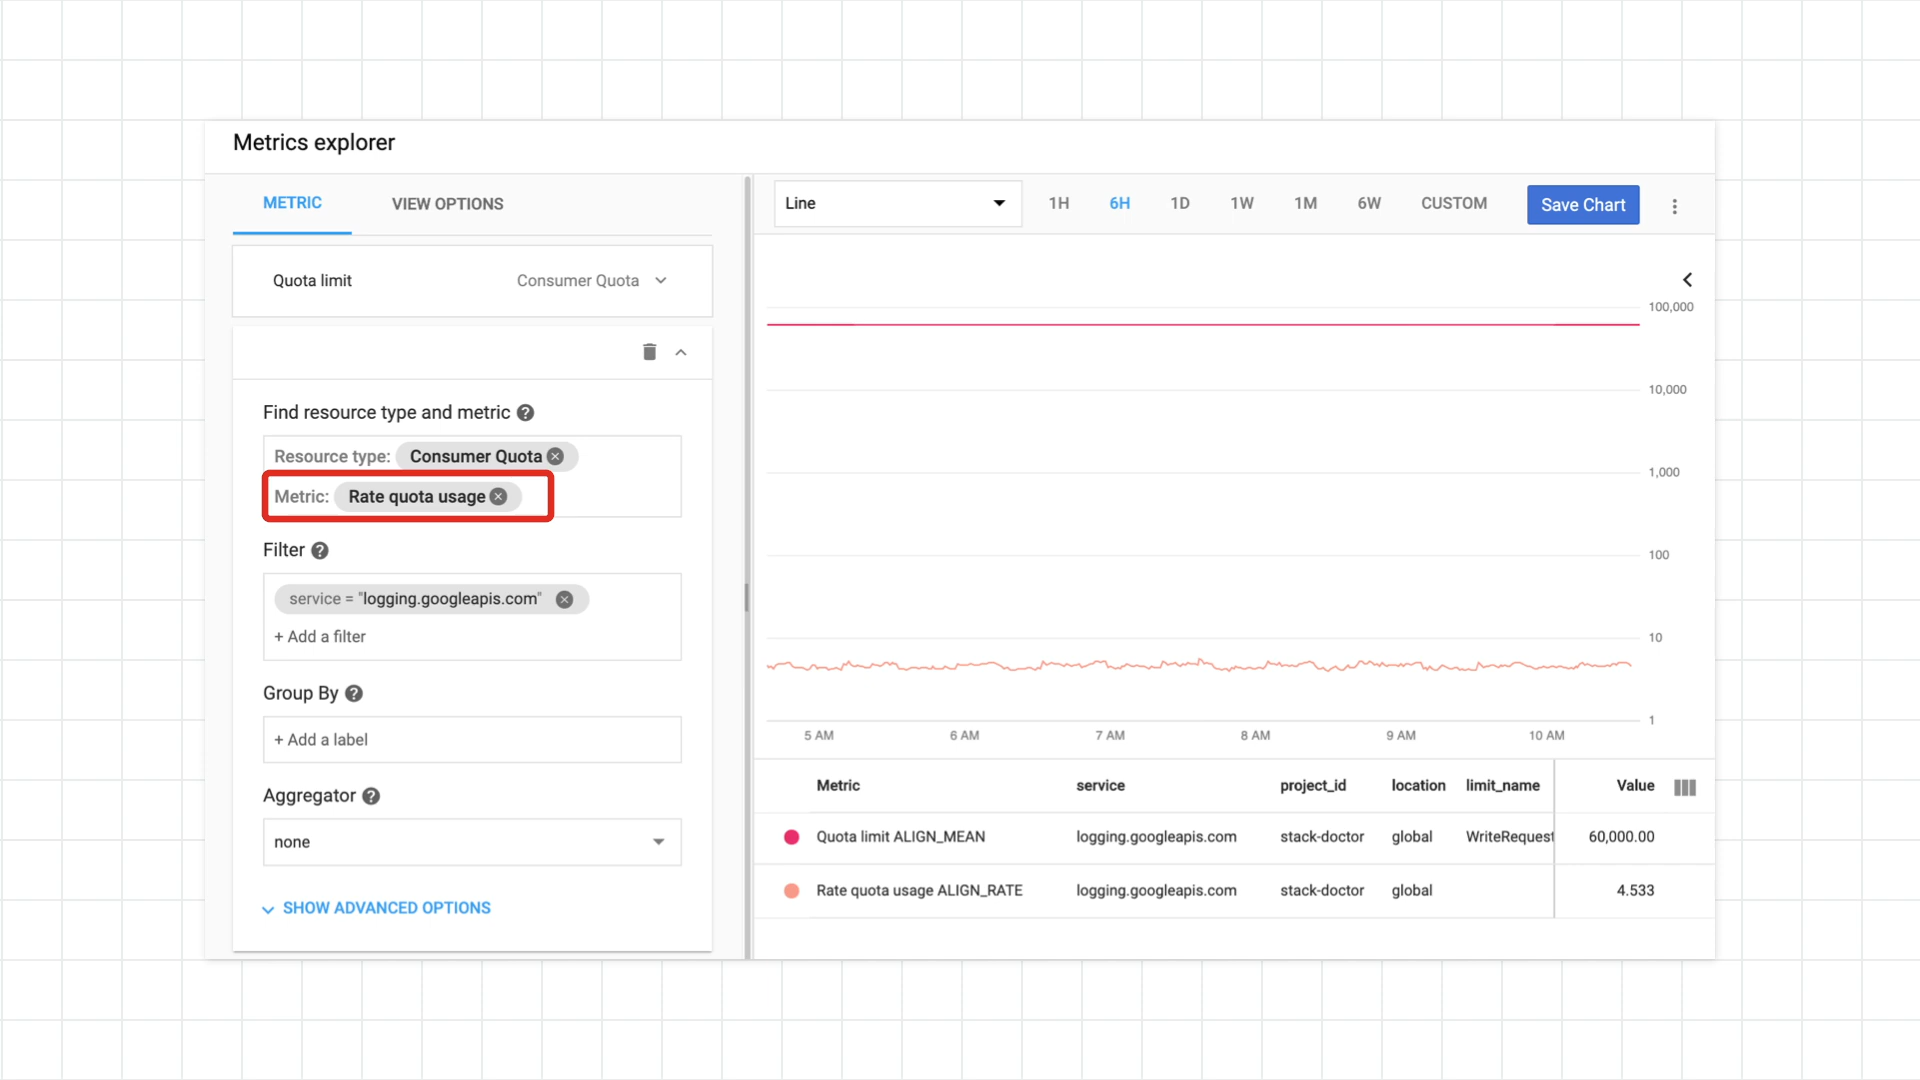 Metrics explorer
METRIC
VIEW OPTIONS
Quota limit
Consumer Quota
Find resource type and metric
Resource type: Consumer Quota
Metric: Rate quota usage
Filter
service = "logging.googleapis.com"
+ Add a filter
Group By
+ Add a label
Aggregator
none
SHOW ADVANCED OPTIONS
Line
1H 6H 1D 1W 1M 6W CUSTOM
Save Chart
100,000
10,000
1,000
100
10
1
5 AM 6 AM 7 AM 8 AM 9 AM 10 AM
Metric service project_id location limit_name Value
Quota limit ALIGN_MEAN logging.googleapis.com stack-doctor global WriteRequest 60,000.00
Rate quota usage ALIGN_RATE logging.googleapis.com stack-doctor global 4.533